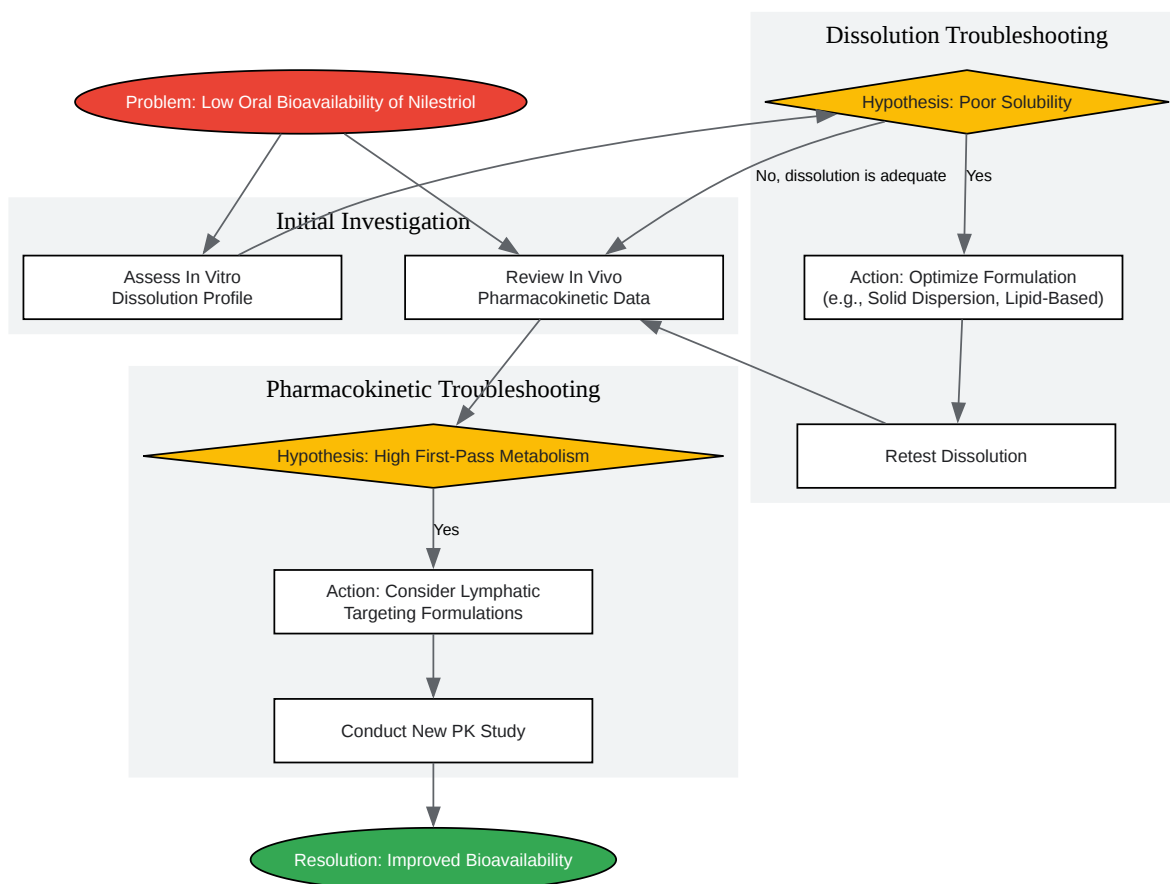 Dissolution Troubleshooting
Problem: Low Oral Bioavailability of Nilestriol
Hypothesis: Poor Solubility
No, dissolution is adequate
Yes
Initial Investigation
Assess In Vitro
Dissolution Profile
Review In Vivo
Pharmacokinetic Data
Action: Optimize Formulation
(e.g., Solid Dispersion, Lipid-Based)
Pharmacokinetic Troubleshooting
Hypothesis: High First-Pass Metabolism
Retest Dissolution
Yes
Action: Consider Lymphatic
Targeting Formulations
Conduct New PK Study
Resolution: Improved Bioavailability